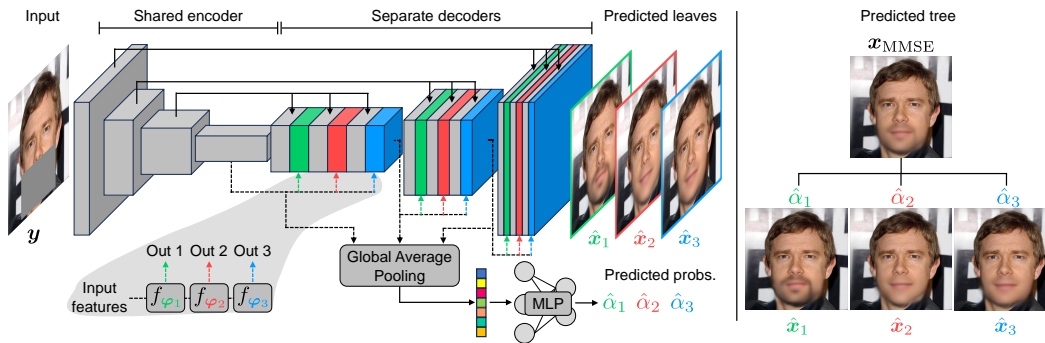 Input
Shared encoder
Separate decoders
Predicted leaves
Predicted tree
x_MMSE
y
x̂₁ x̂₂ x̂₃
α̂₁ α̂₂ α̂₃
Out 1 Out 2 Out 3
Input
features
f_φ₁ f_φ₂ f_φ₃
Global Average
Pooling
MLP
Predicted probs.
α̂₁ α̂₂ α̂₃
x̂₁ x̂₂ x̂₃